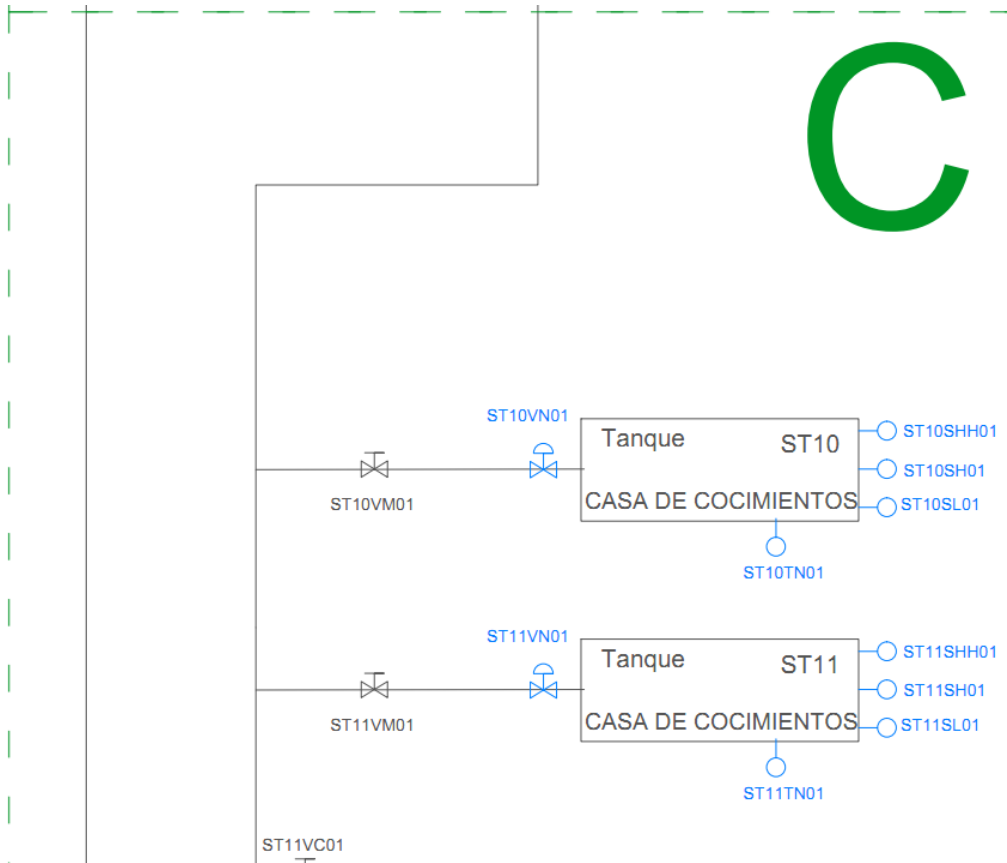 C
ST10VN01
Tanque ST10
ST10SHH01
ST10SH01
CASA DE COCIMIENTOS
ST10SL01
ST10VM01
ST10TN01
ST11VN01
Tanque ST11
ST11SHH01
ST11SH01
CASA DE COCIMIENTOS
ST11SL01
ST11VM01
ST11TN01
ST11VC01